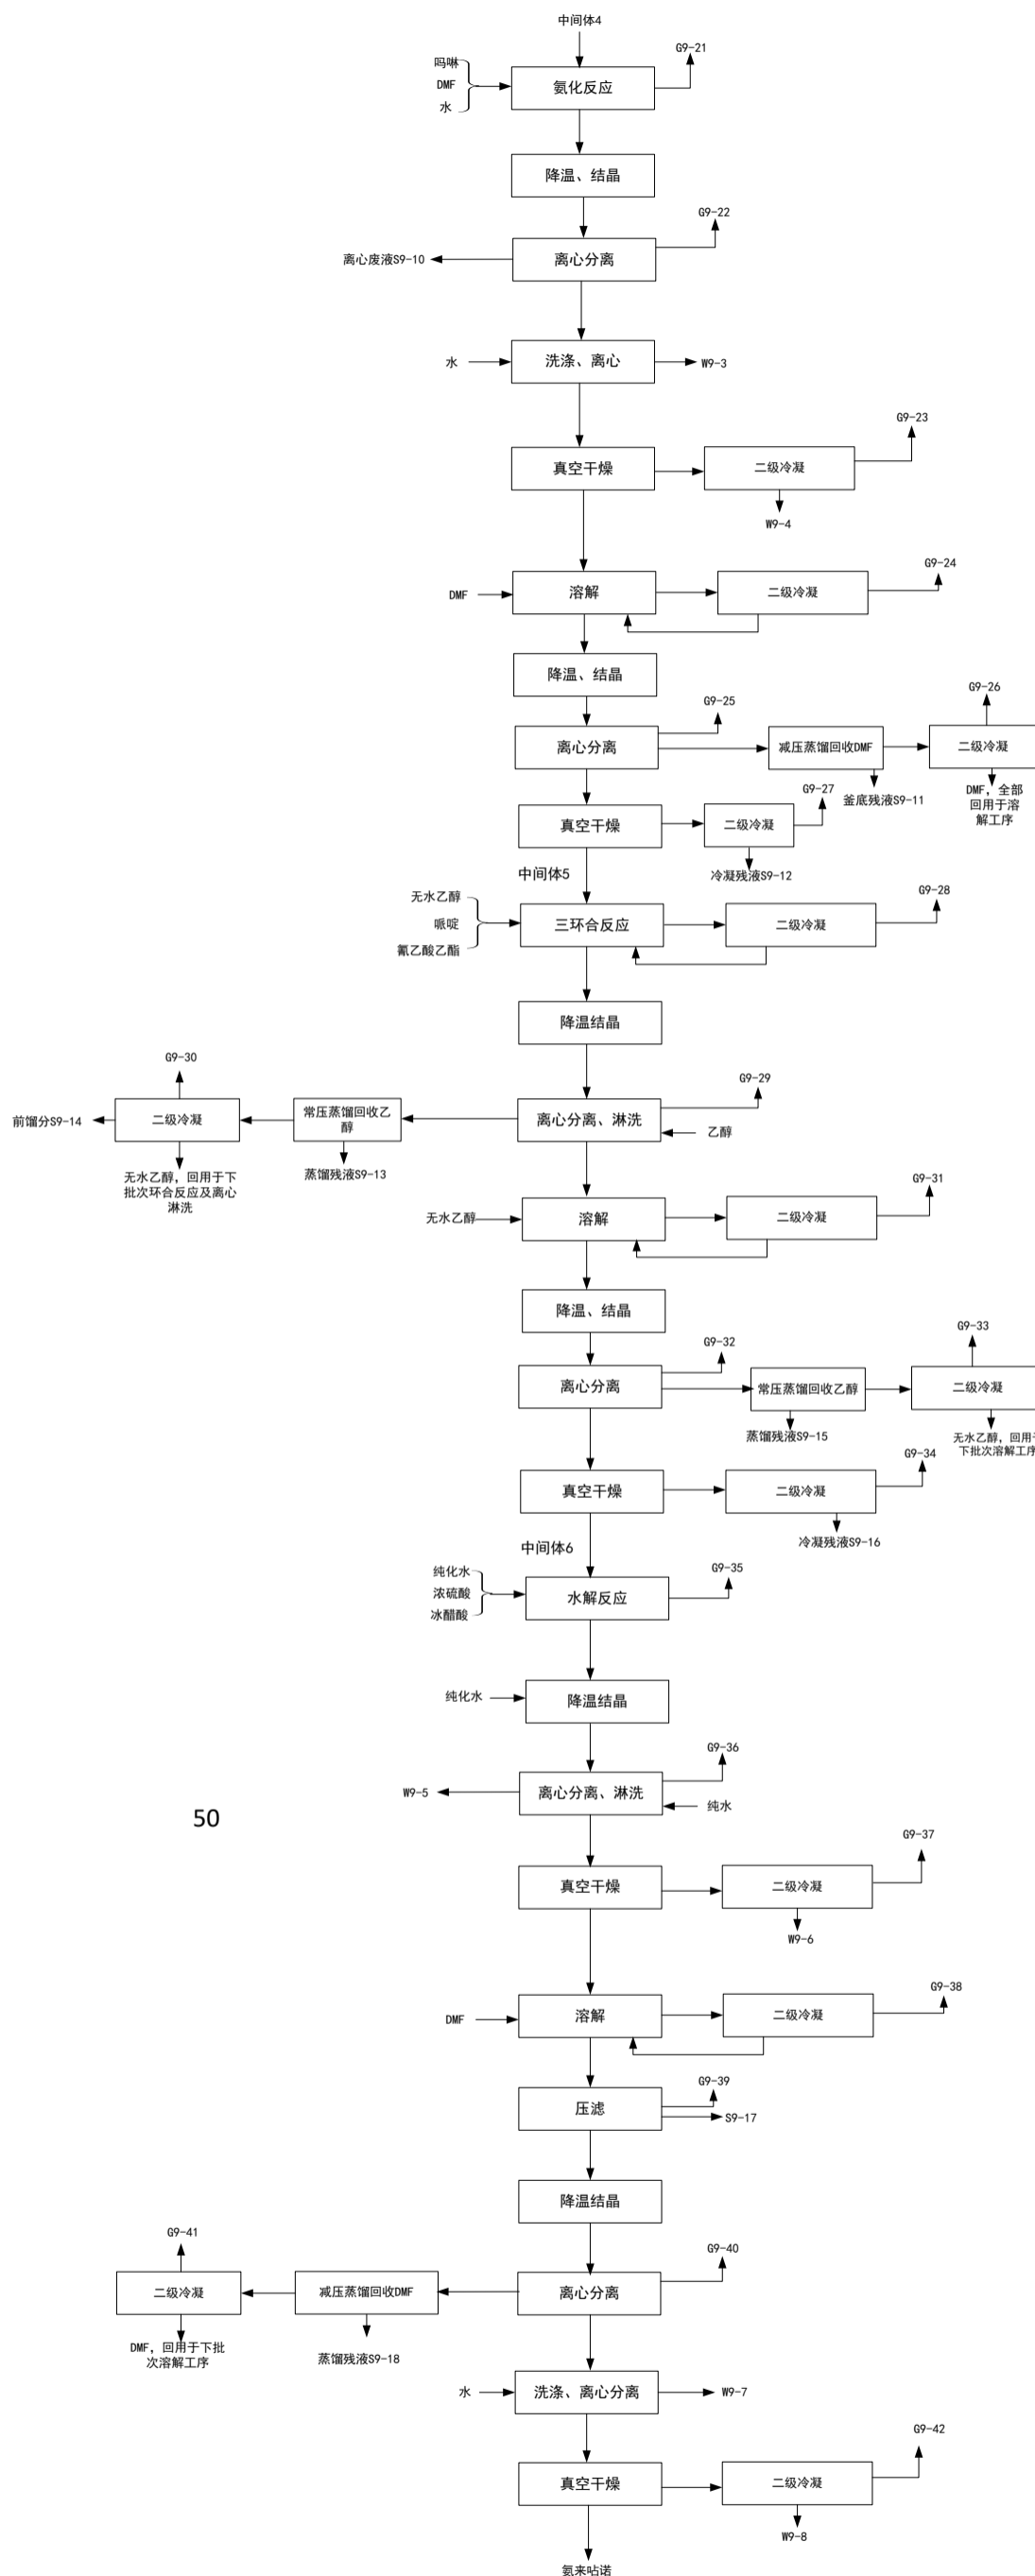 中间体4
G9-21
吗啉
DMF
水
氨化反应
降温、结晶
G9-22
离心废液S9-10
离心分离
水
洗涤、离心
W9-3
G9-23
真空干燥
二级冷凝
W9-4
G9-24
DMF
溶解
二级冷凝
降温、结晶
G9-25
G9-26
离心分离
减压蒸馏回收DMF
二级冷凝
釜底残液S9-11
DMF，全部
回用于溶
解工序
G9-27
真空干燥
二级冷凝
冷凝残液S9-12
中间体5
G9-28
无水乙醇
哌啶
氰乙酸乙酯
三环合反应
二级冷凝
降温结晶
G9-30
G9-29
前馏分S9-14
二级冷凝
常压蒸馏回收乙
醇
离心分离、淋洗
乙醇
蒸馏残液S9-13
无水乙醇，回用于下
批次环合反应及离心
淋洗
G9-31
无水乙醇
溶解
二级冷凝
降温、结晶
G9-32
G9-33
离心分离
常压蒸馏回收乙醇
二级冷凝
蒸馏残液S9-15
无水乙醇，回用
下批次溶解工序
G9-34
真空干燥
二级冷凝
冷凝残液S9-16
中间体6
G9-35
纯化水
浓硫酸
冰醋酸
水解反应
纯化水
降温结晶
G9-36
W9-5
离心分离、淋洗
纯水
50
G9-37
真空干燥
二级冷凝
W9-6
G9-38
DMF
溶解
二级冷凝
G9-39
压滤
S9-17
降温结晶
G9-41
G9-40
二级冷凝
减压蒸馏回收DMF
离心分离
DMF，回用于下批
次溶解工序
蒸馏残液S9-18
水
洗涤、离心分离
W9-7
G9-42
真空干燥
二级冷凝
W9-8
氨来呫诺